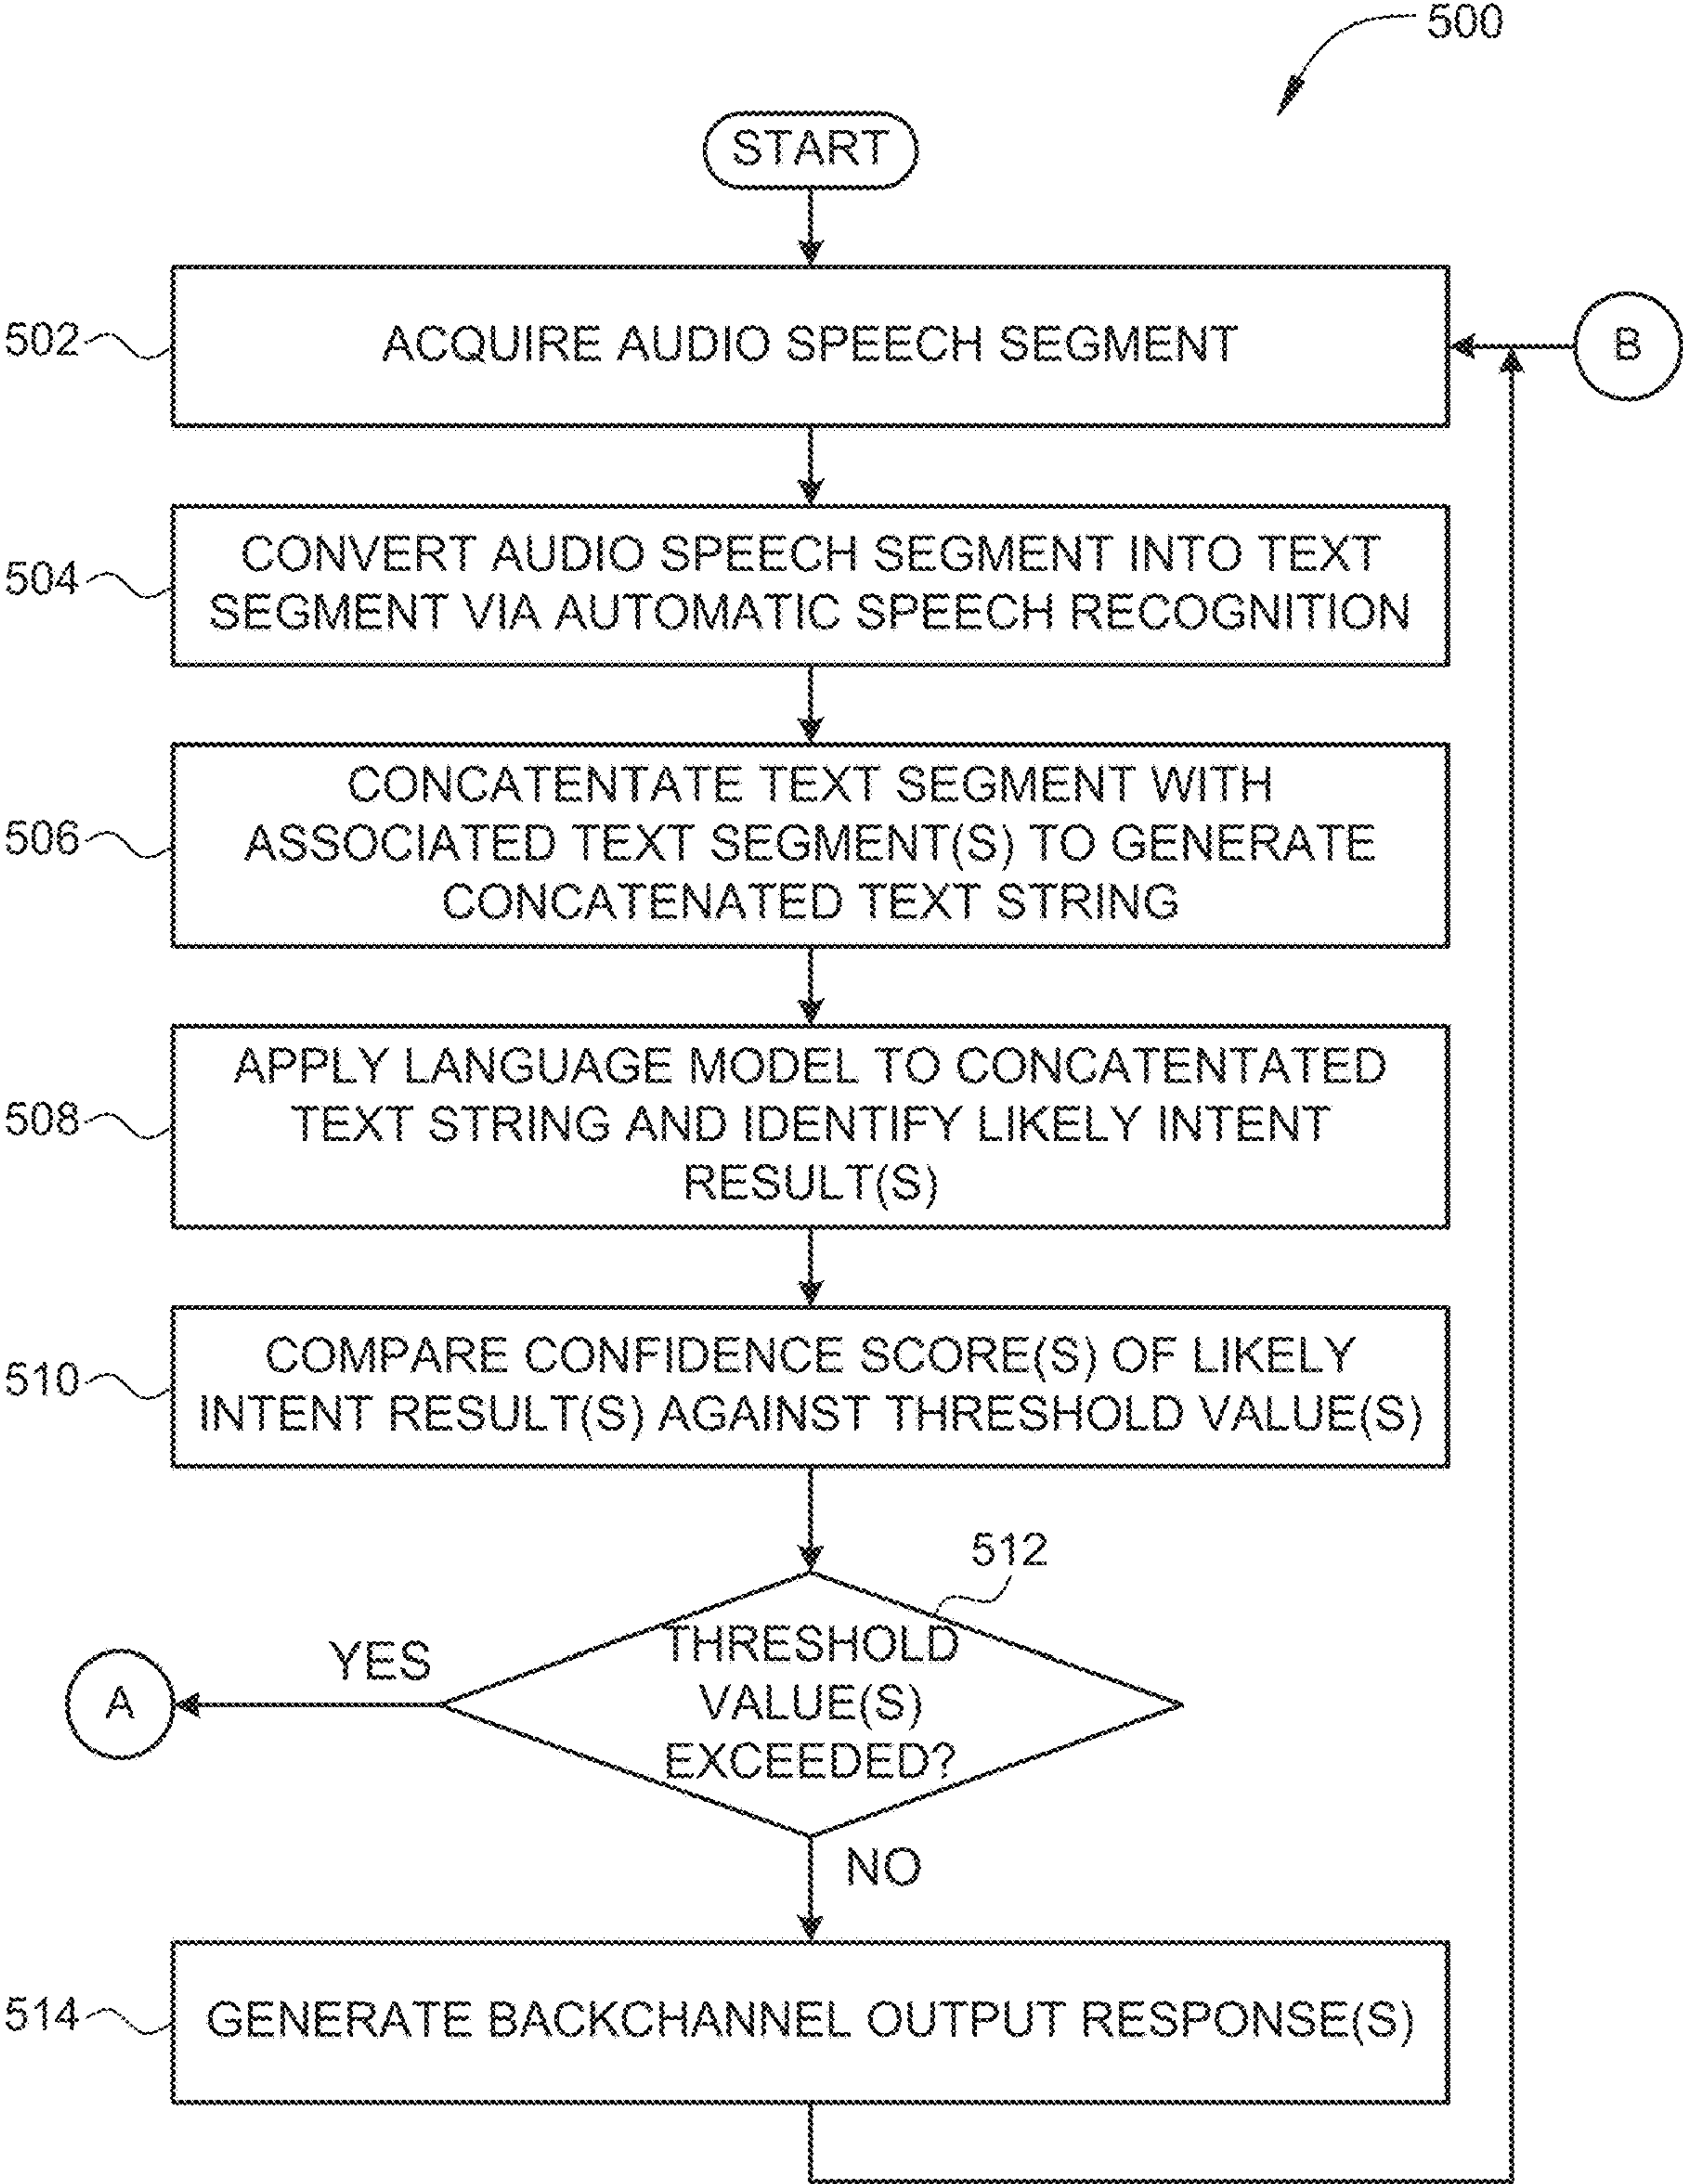 500
START
502
ACQUIRE AUDIO SPEECH SEGMENT
B
504
CONVERT AUDIO SPEECH SEGMENT INTO TEXT
SEGMENT VIA AUTOMATIC SPEECH RECOGNITION
506
CONCATENTATE TEXT SEGMENT WITH
ASSOCIATED TEXT SEGMENT(S) TO GENERATE
CONCATENATED TEXT STRING
508
APPLY LANGUAGE MODEL TO CONCATENTATED
TEXT STRING AND IDENTIFY LIKELY INTENT
RESULT(S)
510
COMPARE CONFIDENCE SCORE(S) OF LIKELY
INTENT RESULT(S) AGAINST THRESHOLD VALUE(S)
512
THRESHOLD
VALUE(S)
EXCEEDED?
YES
A
NO
514
GENERATE BACKCHANNEL OUTPUT RESPONSE(S)